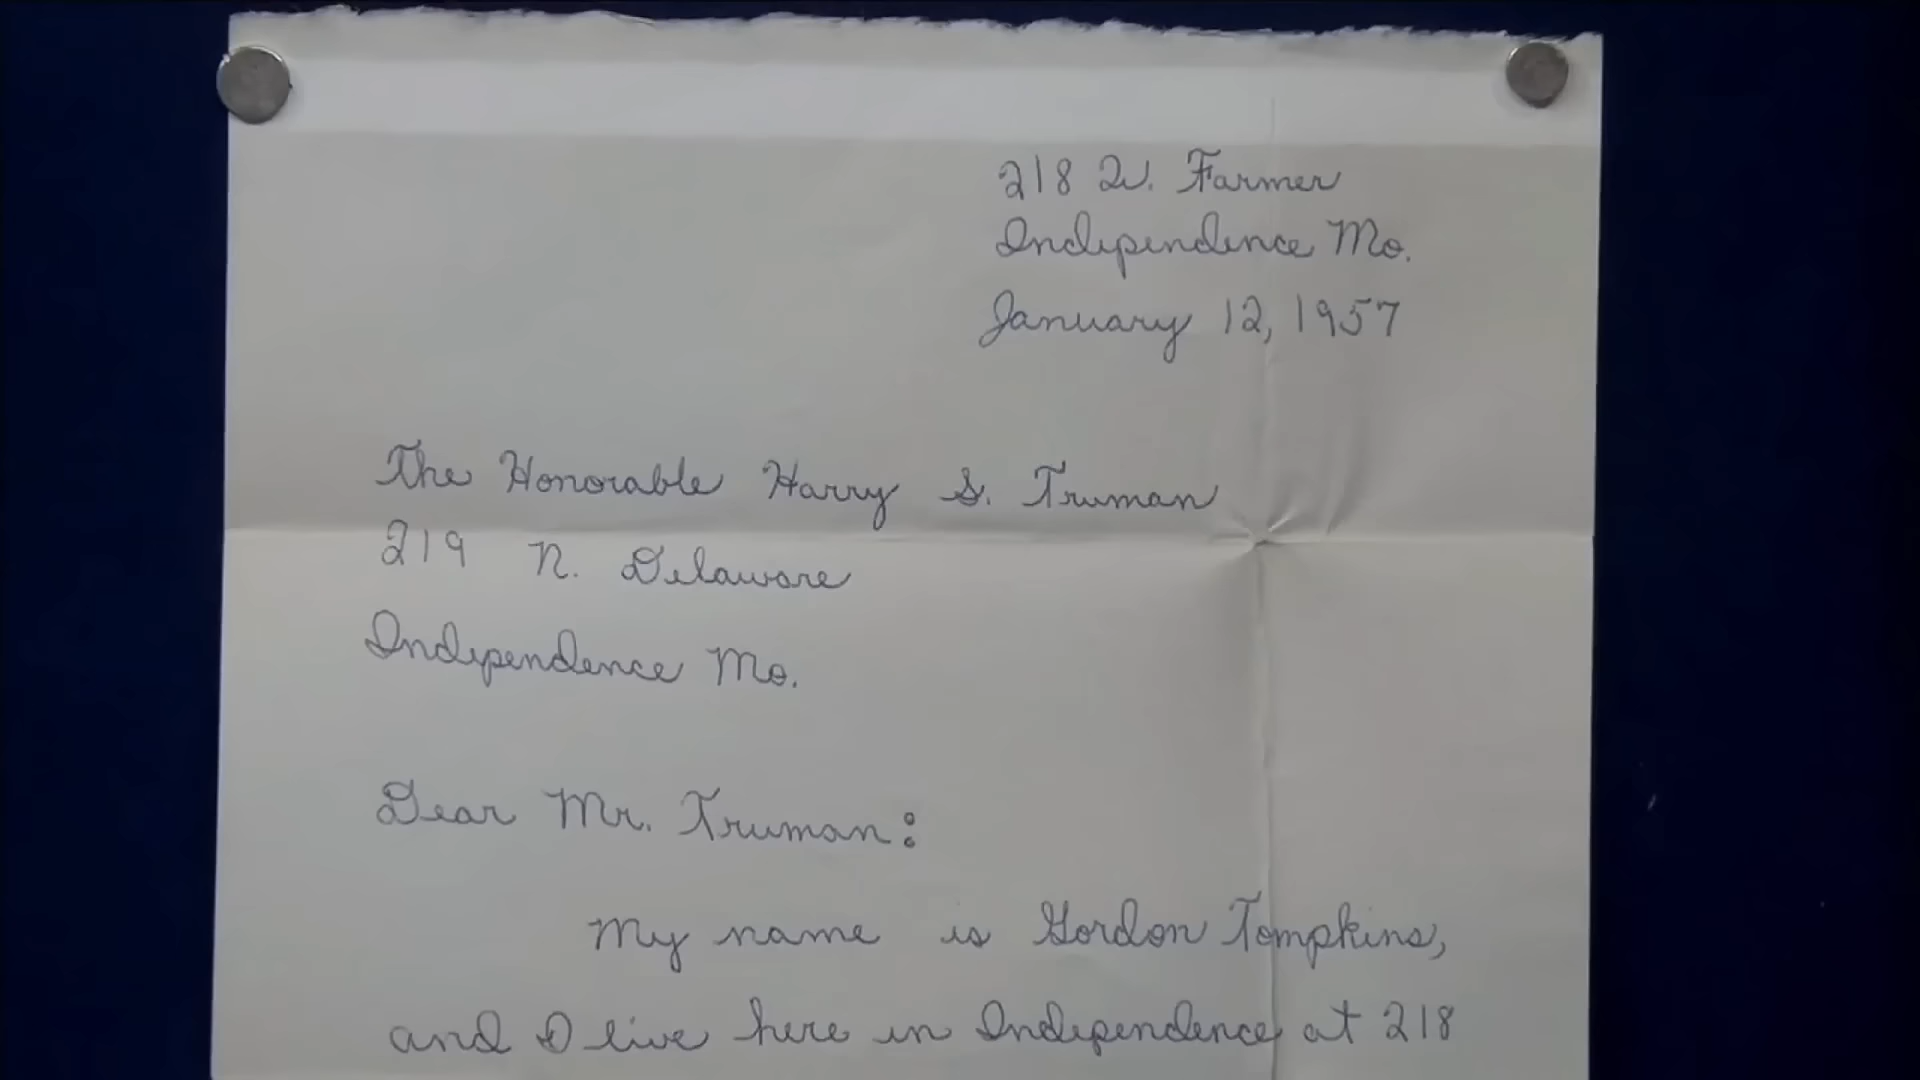 218 W. Farmer
Independence Mo.
January 12, 1957
The Honorable Harry S. Truman
219 N. Delaware
Independence Mo.
Dear Mr. Truman:
My name is Gordon Tompkins,
and I live here in Independence at 218